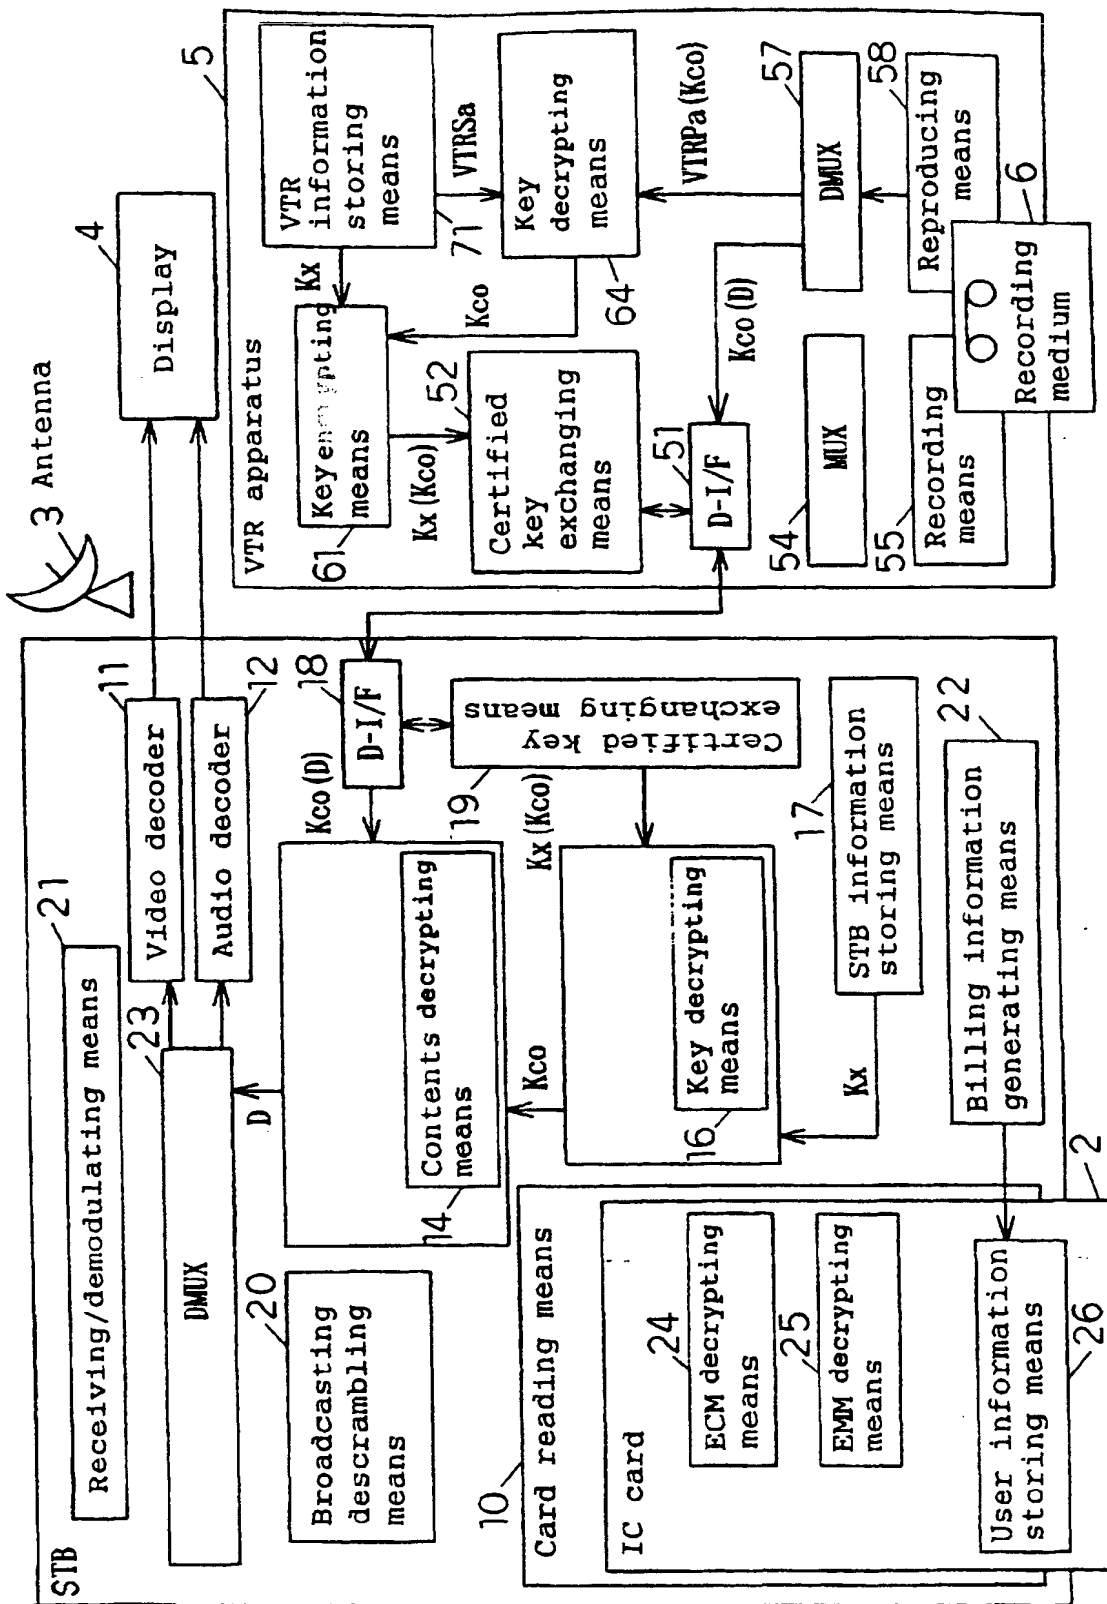 STB
Receiving/demodulating means
21
DMUX
23
Video decoder
11
Audio decoder
12
3 Antenna
Display
4
Broadcasting
descrambling
means
20
D
Contents decrypting
means
14
Kco(D)
D-I/F
18
Certified key
exchanging means
19
Kx(Kco)
Kco
Key decrypting
means
16
Kx
STB information
storing means
17
Billing information
generating means
22
Card reading means
10
IC card
2
ECM decrypting
means
24
EMM decrypting
means
25
User information
storing means
26
VTR apparatus
5
VTR
information
storing
means
71
VTRSa
Kx
Key encrypting
means
61
Kco
Key
decrypting
means
64
Kx(Kco)
Certified
key
exchanging
means
52
VTRPa(Kco)
Kco(D)
D-I/F
51
MUX
54
DMUX
57
Recording
means
55
Reproducing
means
58
Recording
medium
6